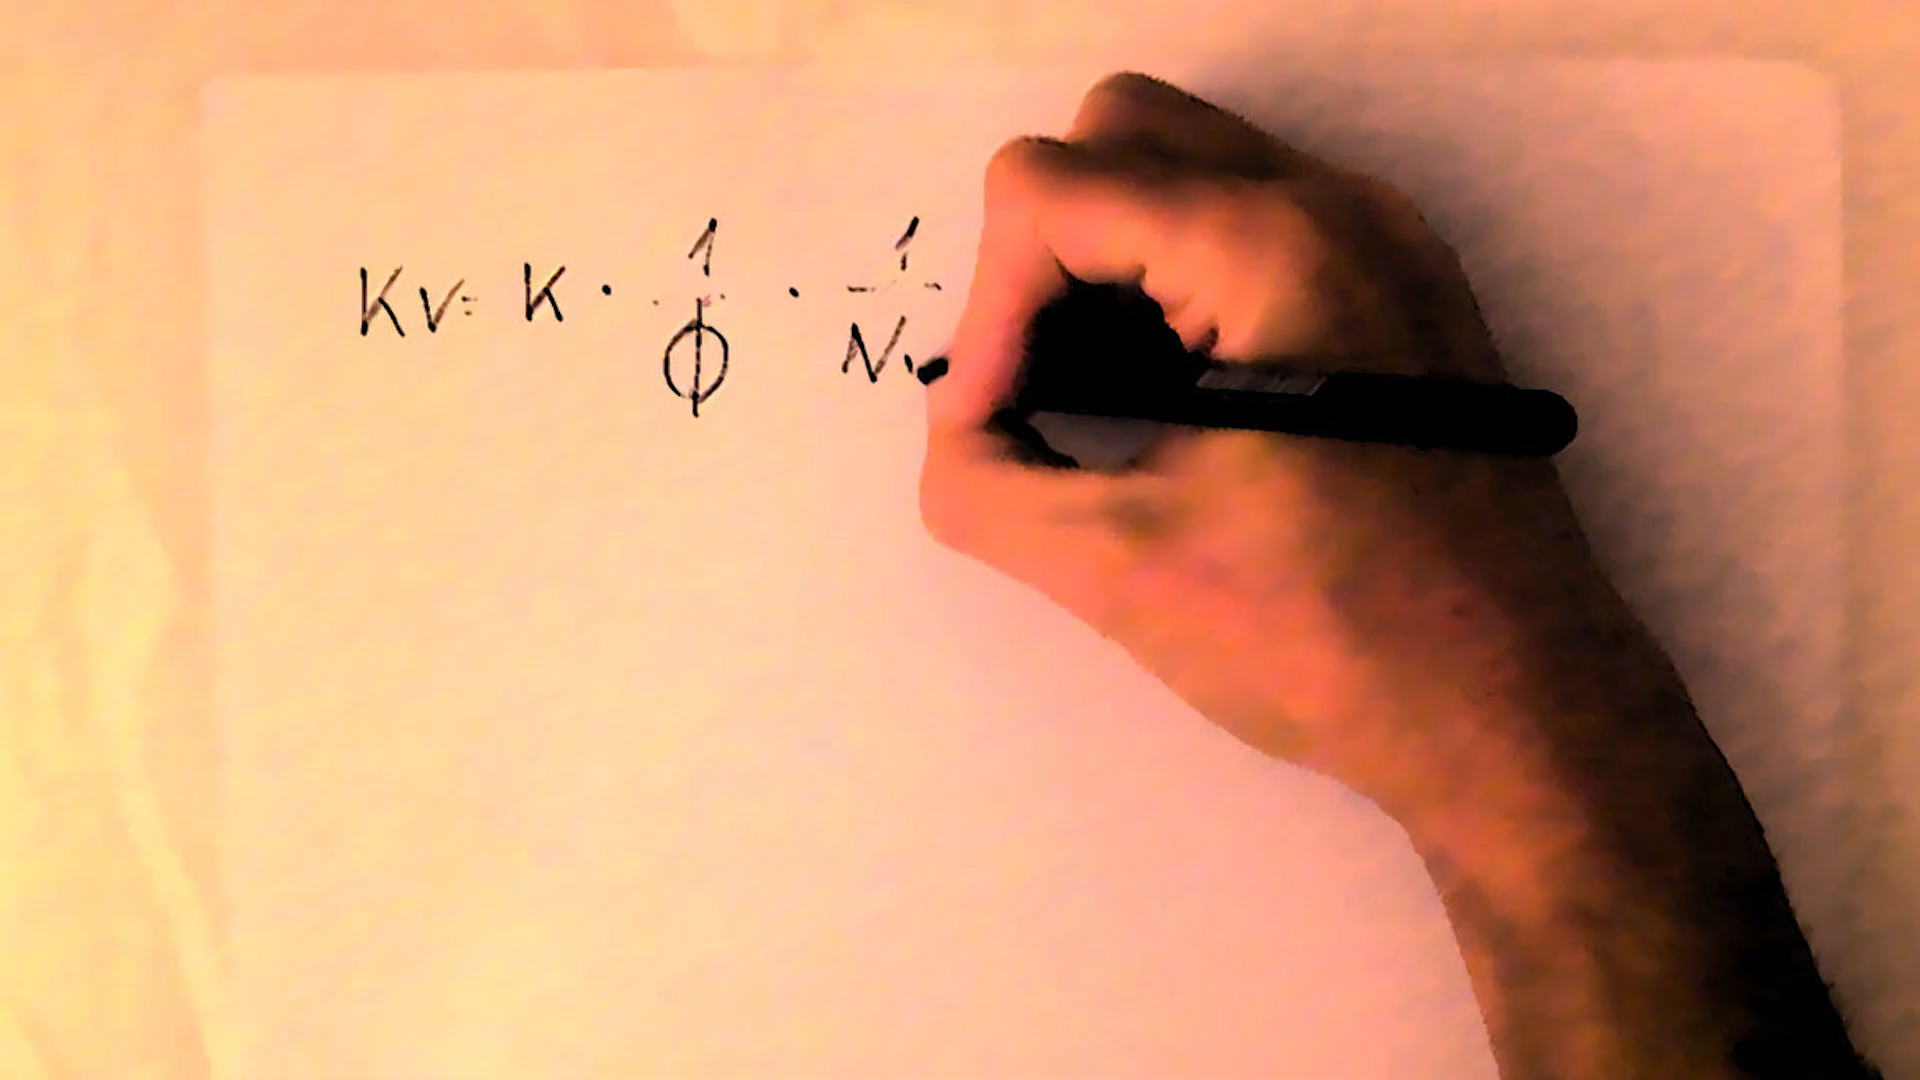 Kv = K · 1/Φ · 1/N